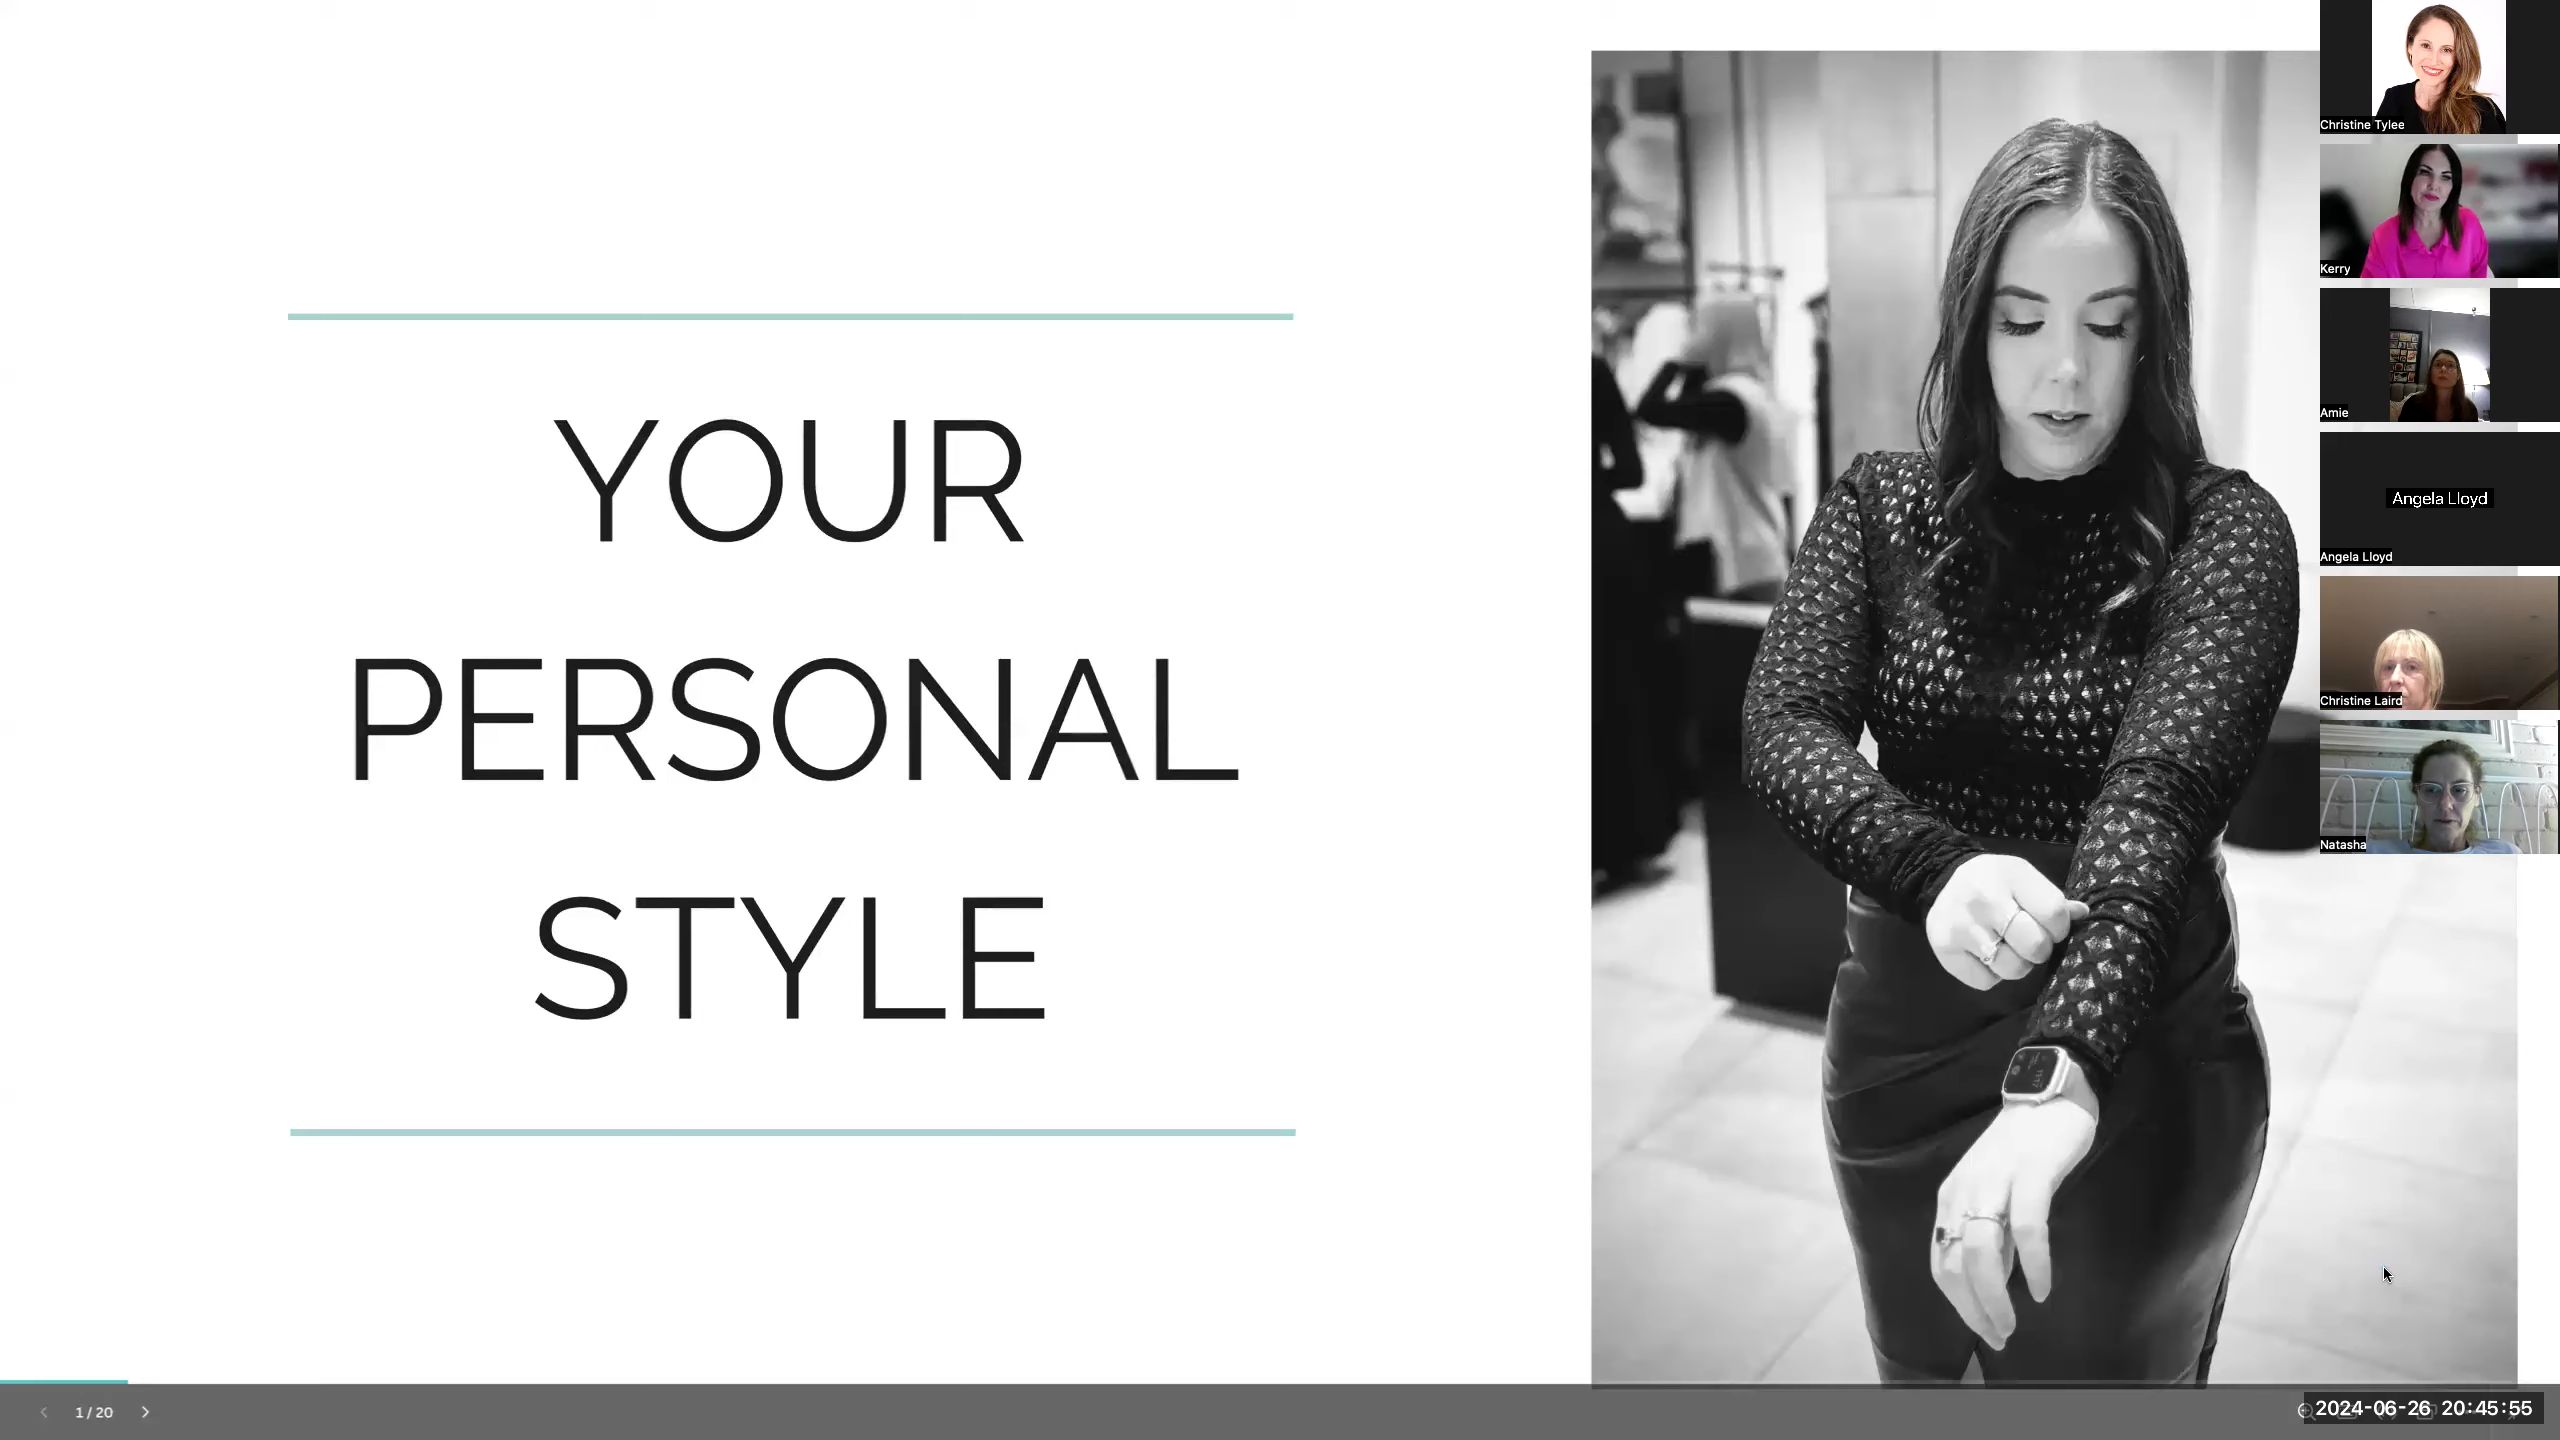 YOUR
PERSONAL
STYLE
Christine Tylee
Kerry
Amie
Angela Lloyd
Angela Lloyd
Christine Laird
Natasha
1 / 20
2024-06-26 20:45:55